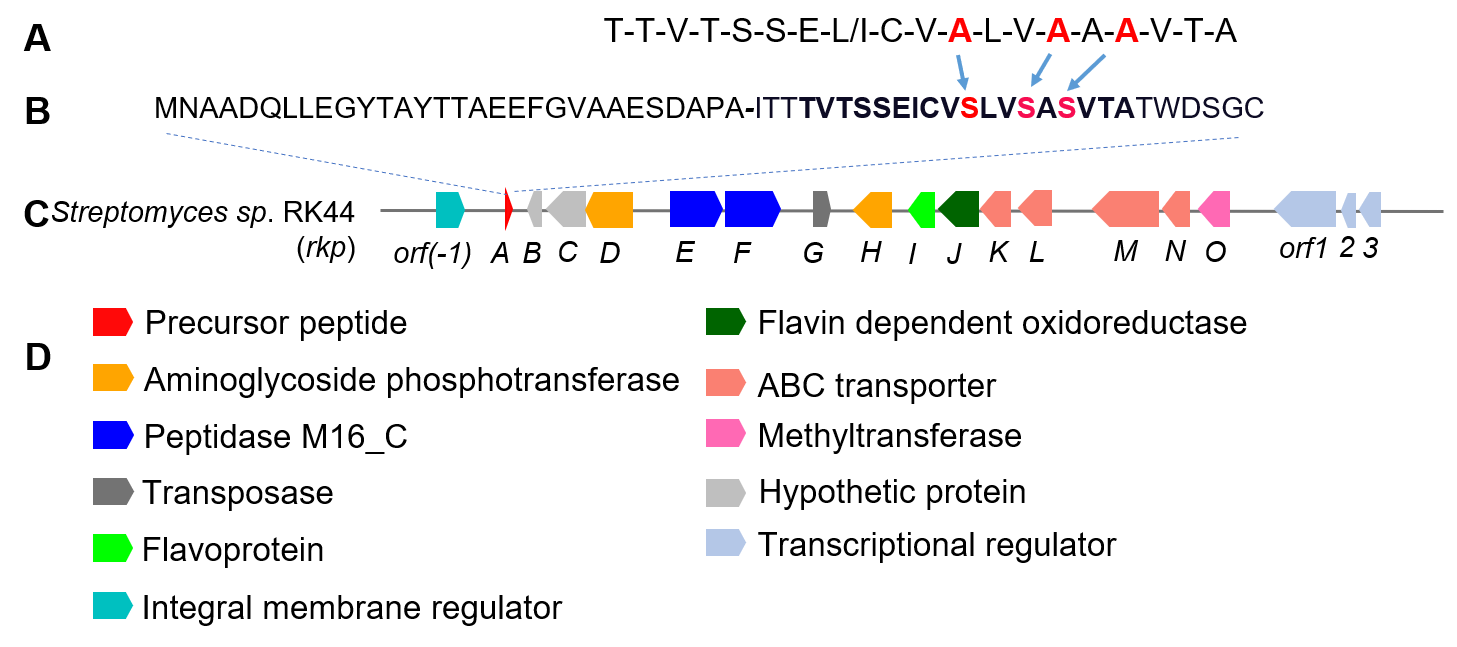 A T-T-V-T-S-S-E-L/I-C-V-A-L-V-A-A-A-V-T-A
B MNAADQLLEGYTAYTTAEEFGVAAESDAPA-ITTTVTSSEICVSLVSASVTATWDSGC
C Streptomyces sp. RK44
(rkp) orf(-1) A B C D E F G H I J K L M N O orf1 2 3
D
Precursor peptide
Aminoglycoside phosphotransferase
Peptidase M16_C
Transposase
Flavoprotein
Integral membrane regulator
Flavin dependent oxidoreductase
ABC transporter
Methyltransferase
Hypothetic protein
Transcriptional regulator